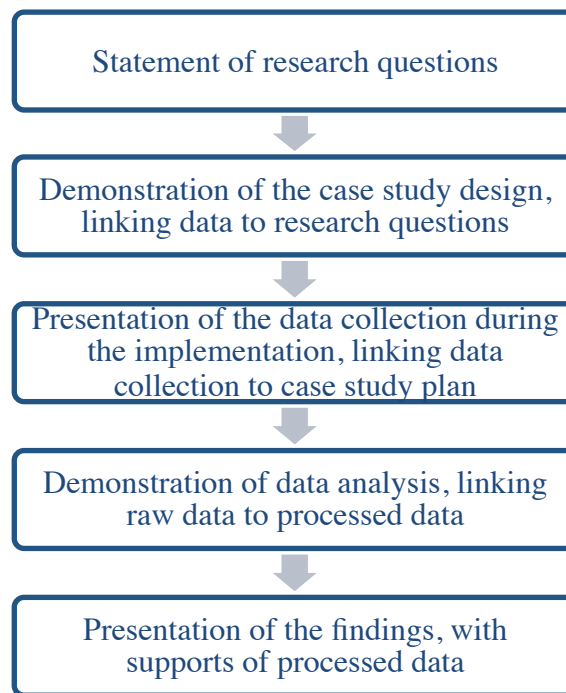 Statement of research questions
Demonstration of the case study design,
linking data to research questions
Presentation of the data collection during
the implementation, linking data
collection to case study plan
Demonstration of data analysis, linking
raw data to processed data
Presentation of the findings, with
supports of processed data